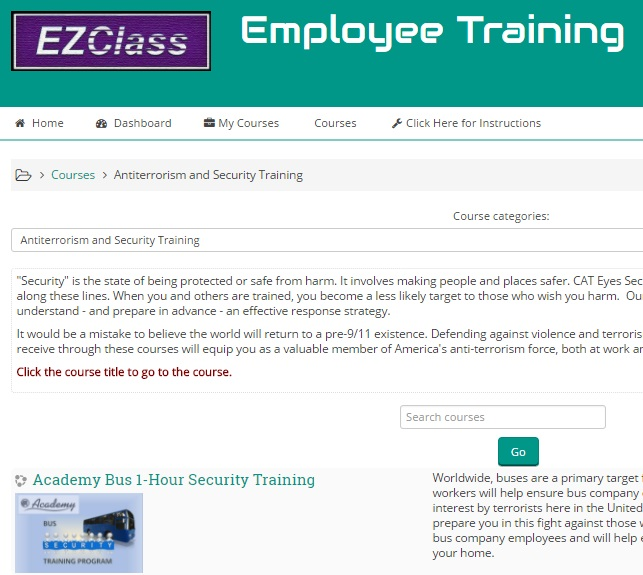 EZClass
Employee Training
Home Dashboard My Courses Courses Click Here for Instructions
> Courses > Antiterrorism and Security Training
Course categories:
Antiterrorism and Security Training
"Security" is the state of being protected or safe from harm. It involves making people and places safer. CAT Eyes Sec
along these lines. When you and others are trained, you become a less likely target to those who wish you harm. Ou
understand - and prepare in advance - an effective response strategy.
It would be a mistake to believe the world will return to a pre-9/11 existence. Defending against violence and terroris
receive through these courses will equip you as a valuable member of America's anti-terrorism force, both at work an
Click the course title to go to the course.
Search courses
Go
Academy Bus 1-Hour Security Training
Academy
BUS
SECURITY
TRAINING PROGRAM
Worldwide, buses are a primary target f
workers will help ensure bus company
interest by terrorists here in the United
prepare you in this fight against those w
bus company employees and will help e
your home.